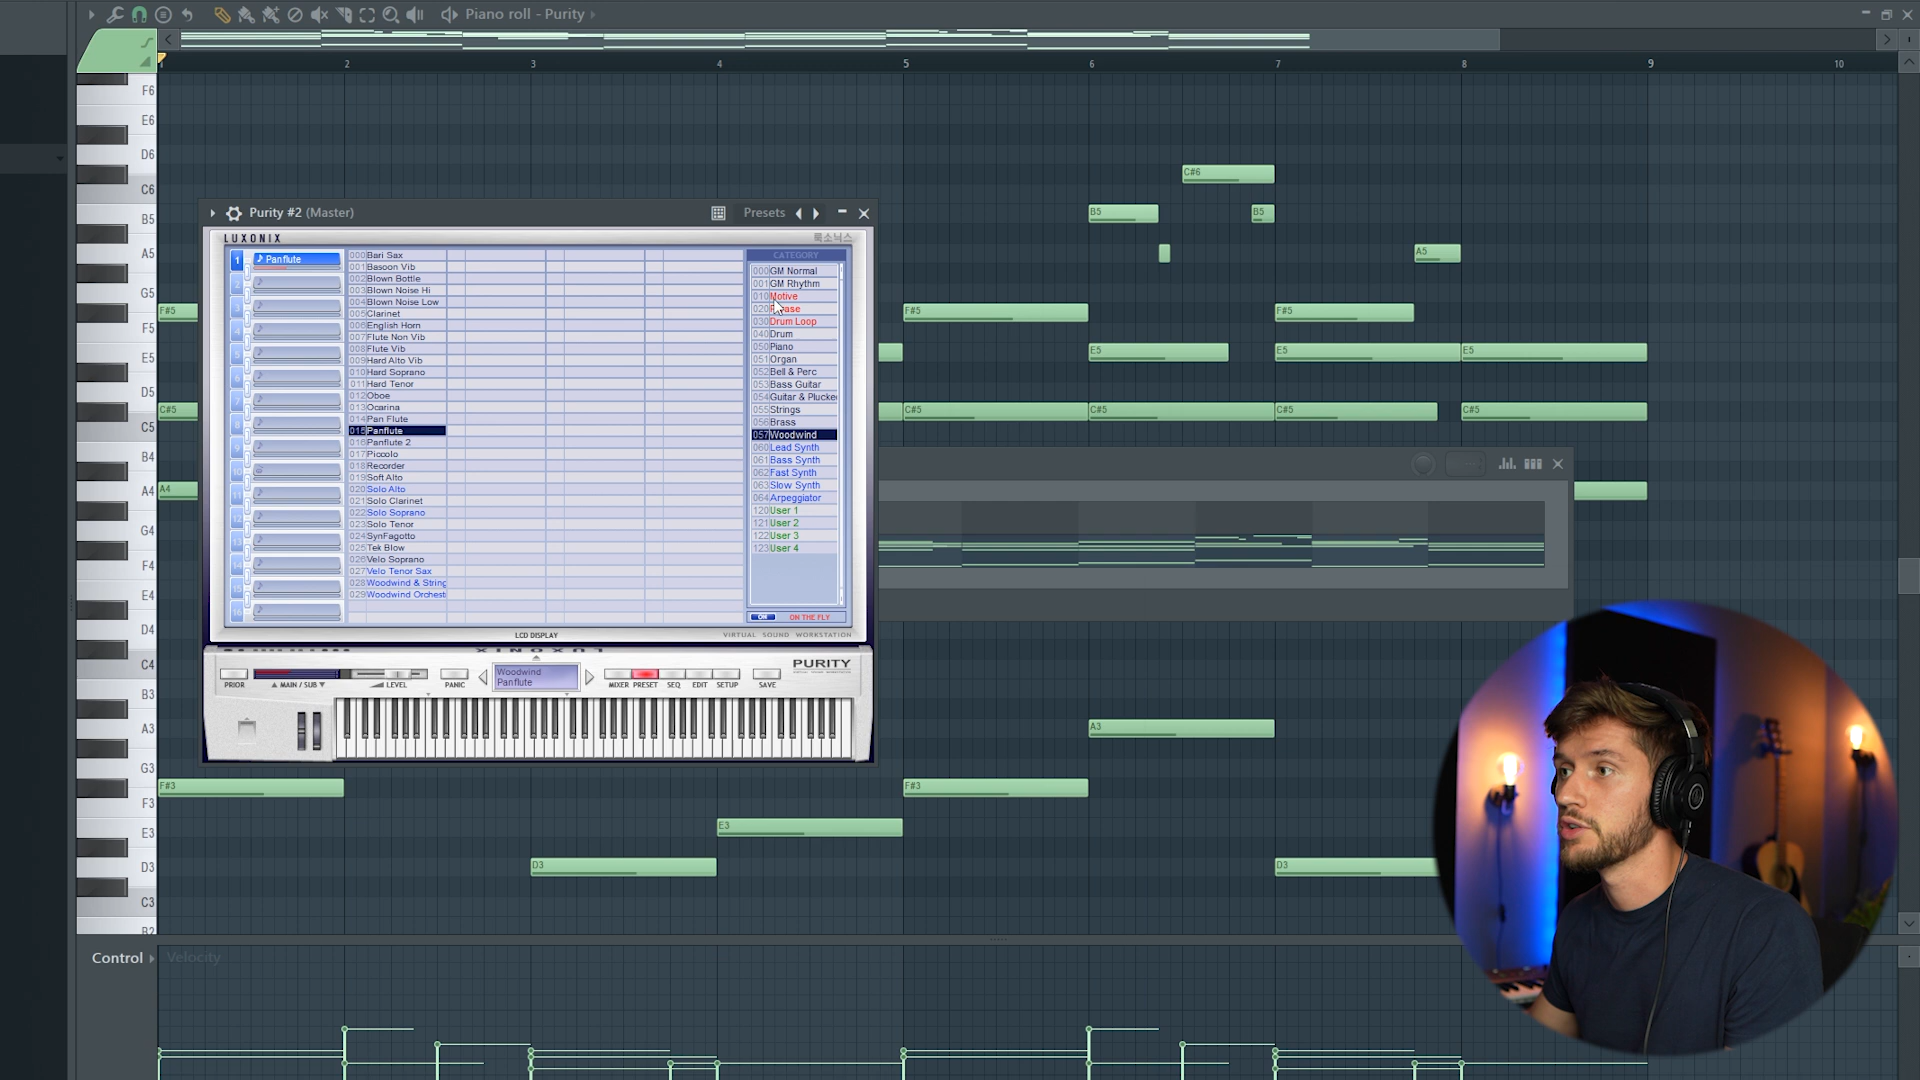 Piano roll - Purity
2 3 4 5 6 7 8 9 10
F6
E6
D6
C6
B5
A5
G5
F5
E5
D5
C5
B4
A4
G4
F4
E4
D4
C4
B3
A3
G3
F3
E3
D3
C3
B2
C#6
B5 B5
A5
F#5 F#5 F#5
E5 E5 E5
C#5 C#5 C#5 C#5 C#5
A4
A3
F#3 F#3
E3
D3 D3
Purity #2 (Master)
Presets
LUXONIX
룩소닉스
1 Panflute
000 Bari Sax
001 Basoon Vib
002 Blown Bottle
003 Blown Noise Hi
004 Blown Noise Low
005 Clarinet
006 English Horn
007 Flute Non Vib
008 Flute Vib
009 Hard Alto Vib
010 Hard Soprano
011 Hard Tenor
012 Oboe
013 Ocarina
014 Pan Flute
015 Panflute
016 Panflute 2
017 Piccolo
018 Recorder
019 Soft Alto
020 Solo Alto
021 Solo Clarinet
022 Solo Soprano
023 Solo Tenor
024 SynFagotto
025 Tek Blow
026 Velo Soprano
027 Velo Tenor Sax
028 Woodwind & String
029 Woodwind Orchest
CATEGORY
000 GM Normal
001 GM Rhythm
010 Motive
020
030 Drum Loop
040 Drum
050 Piano
051 Organ
052 Bell & Perc
053 Bass Guitar
054 Guitar & Plucke
055 Strings
056 Brass
057 Woodwind
060 Lead Synth
061 Bass Synth
062 Fast Synth
063 Slow Synth
064 Arpeggiator
120 User 1
121 User 2
122 User 3
123 User 4
ON ON THE FLY
LCD DISPLAY
VIRTUAL SOUND WORKSTATION
LUXONIX
PURITY
PRIOR
MAIN / SUB
LEVEL
PANIC
Woodwind
Panflute
MIXER PRESET SEQ EDIT SETUP SAVE
Control
Velocity